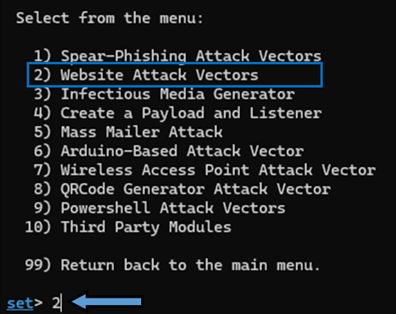 Select from the menu:
1) Spear-Phishing Attack Vectors
2) Website Attack Vectors
3) Infectious Media Generator
4) Create a Payload and Listener
5) Mass Mailer Attack
6) Arduino-Based Attack Vector
7) Wireless Access Point Attack Vector
8) QRCode Generator Attack Vector
9) Powershell Attack Vectors
10) Third Party Modules
99) Return back to the main menu.
set> 2